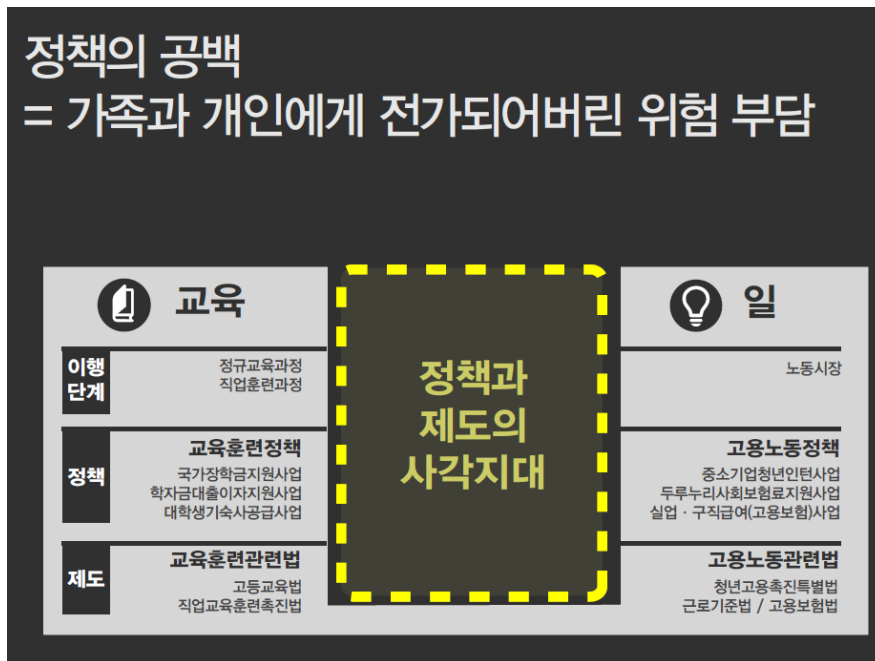 정책의 공백
= 가족과 개인에게 전가되어버린 위험 부담
교육
이행
단계
정규교육과정
직업훈련과정
정책
교육훈련정책
국가장학금지원사업
학자금대출이자지원사업
대학생기숙사공급사업
제도
교육훈련관련법
고등교육법
직업교육훈련촉진법
정책과
제도의
사각지대
일
노동시장
고용노동정책
중소기업청년인턴사업
두루누리사회보험료지원사업
실업 · 구직급여(고용보험)사업
고용노동관련법
청년고용촉진특별법
근로기준법 / 고용보험법